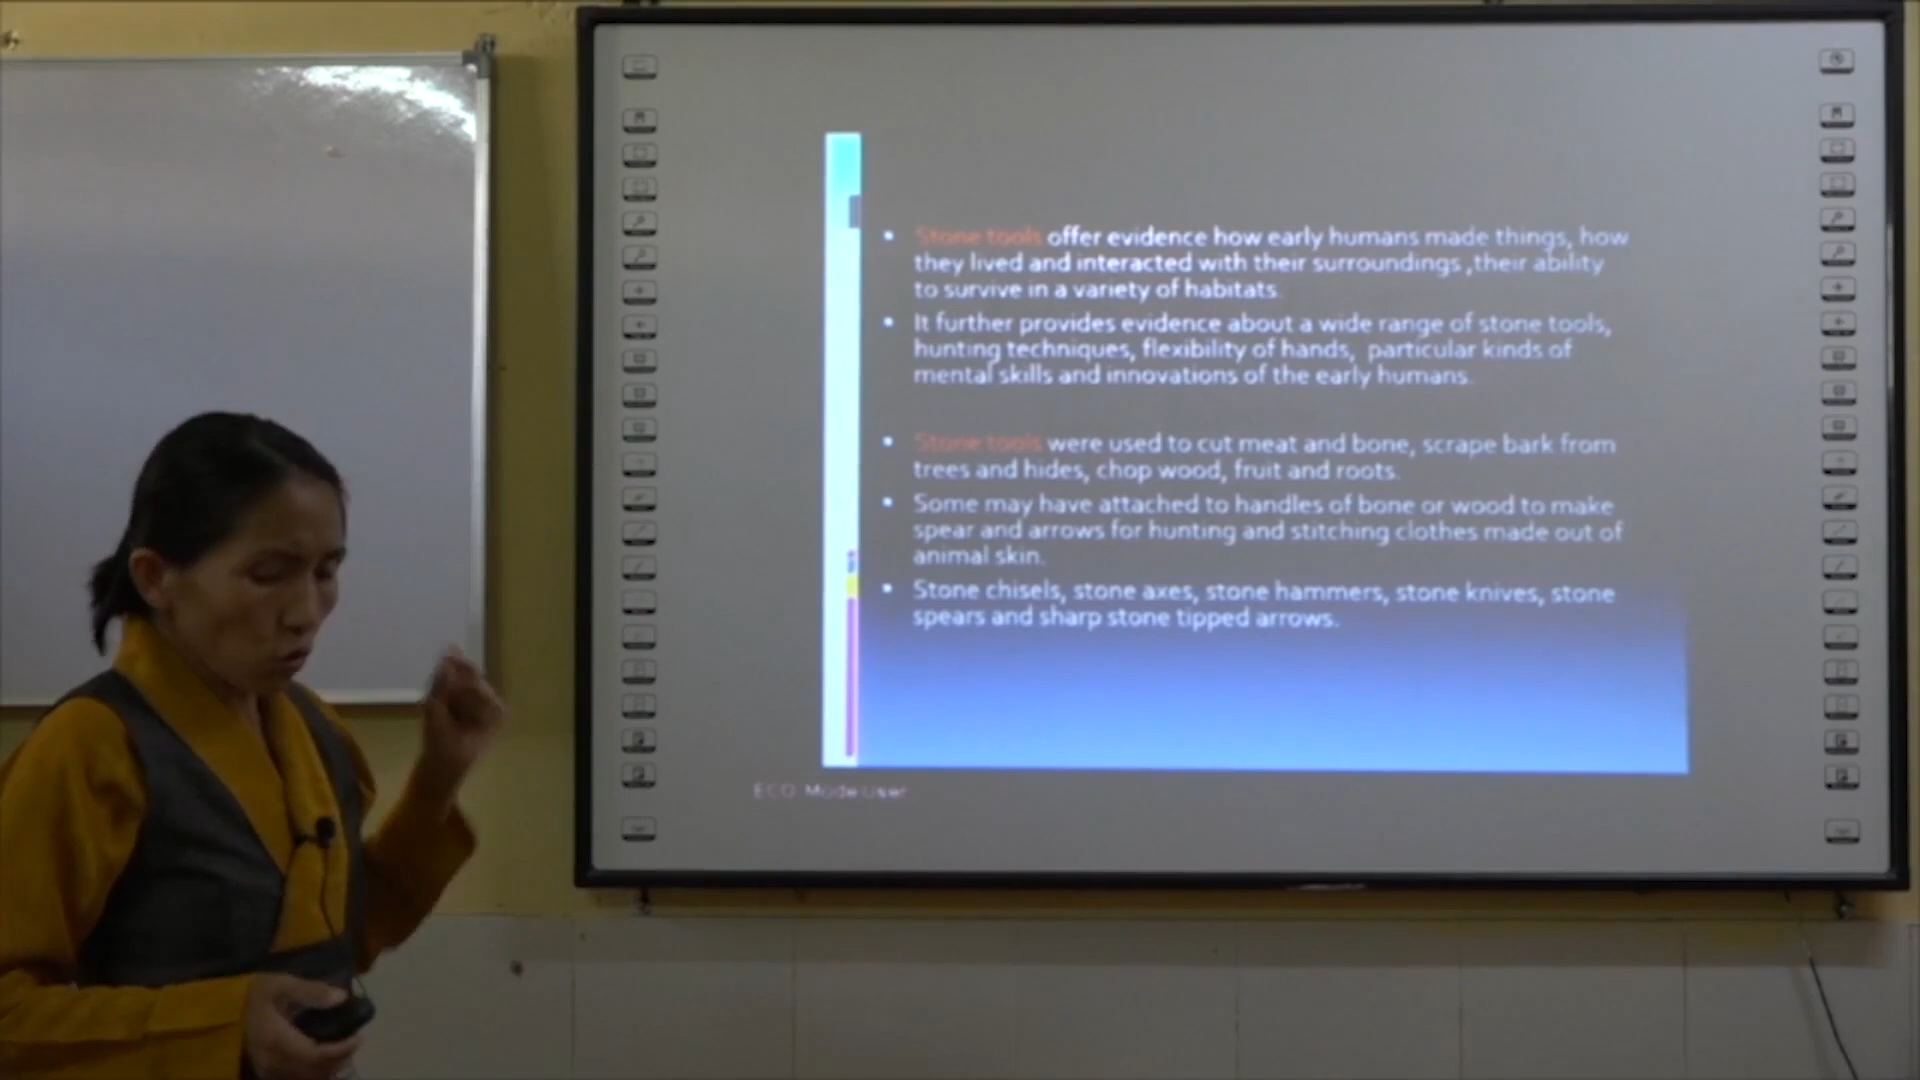 Stone tools offer evidence how early humans made things, how
they lived and interacted with their surroundings ,their ability
to survive in a variety of habitats.
It further provides evidence about a wide range of stone tools,
hunting techniques, flexibility of hands, particular kinds of
mental skills and innovations of the early humans.
Stone tools were used to cut meat and bone, scrape bark from
trees and hides, chop wood, fruit and roots.
Some may have attached to handles of bone or wood to make
spear and arrows for hunting and stitching clothes made out of
animal skin.
Stone chisels, stone axes, stone hammers, stone knives, stone
spears and sharp stone tipped arrows.
ECO Mode:User